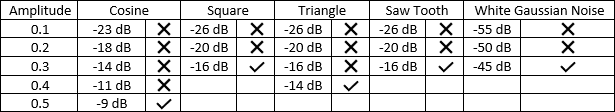 Amplitude Cosine Square Triangle Saw Tooth White Gaussian Noise
0.1 -23 dB ✕ -26 dB ✕ -26 dB ✕ -26 dB ✕ -55 dB ✕
0.2 -18 dB ✕ -20 dB ✕ -20 dB ✕ -20 dB ✕ -50 dB ✕
0.3 -14 dB ✕ -16 dB ✓ -16 dB ✕ -16 dB ✓ -45 dB ✓
0.4 -11 dB ✕ -14 dB ✓
0.5 -9 dB ✓